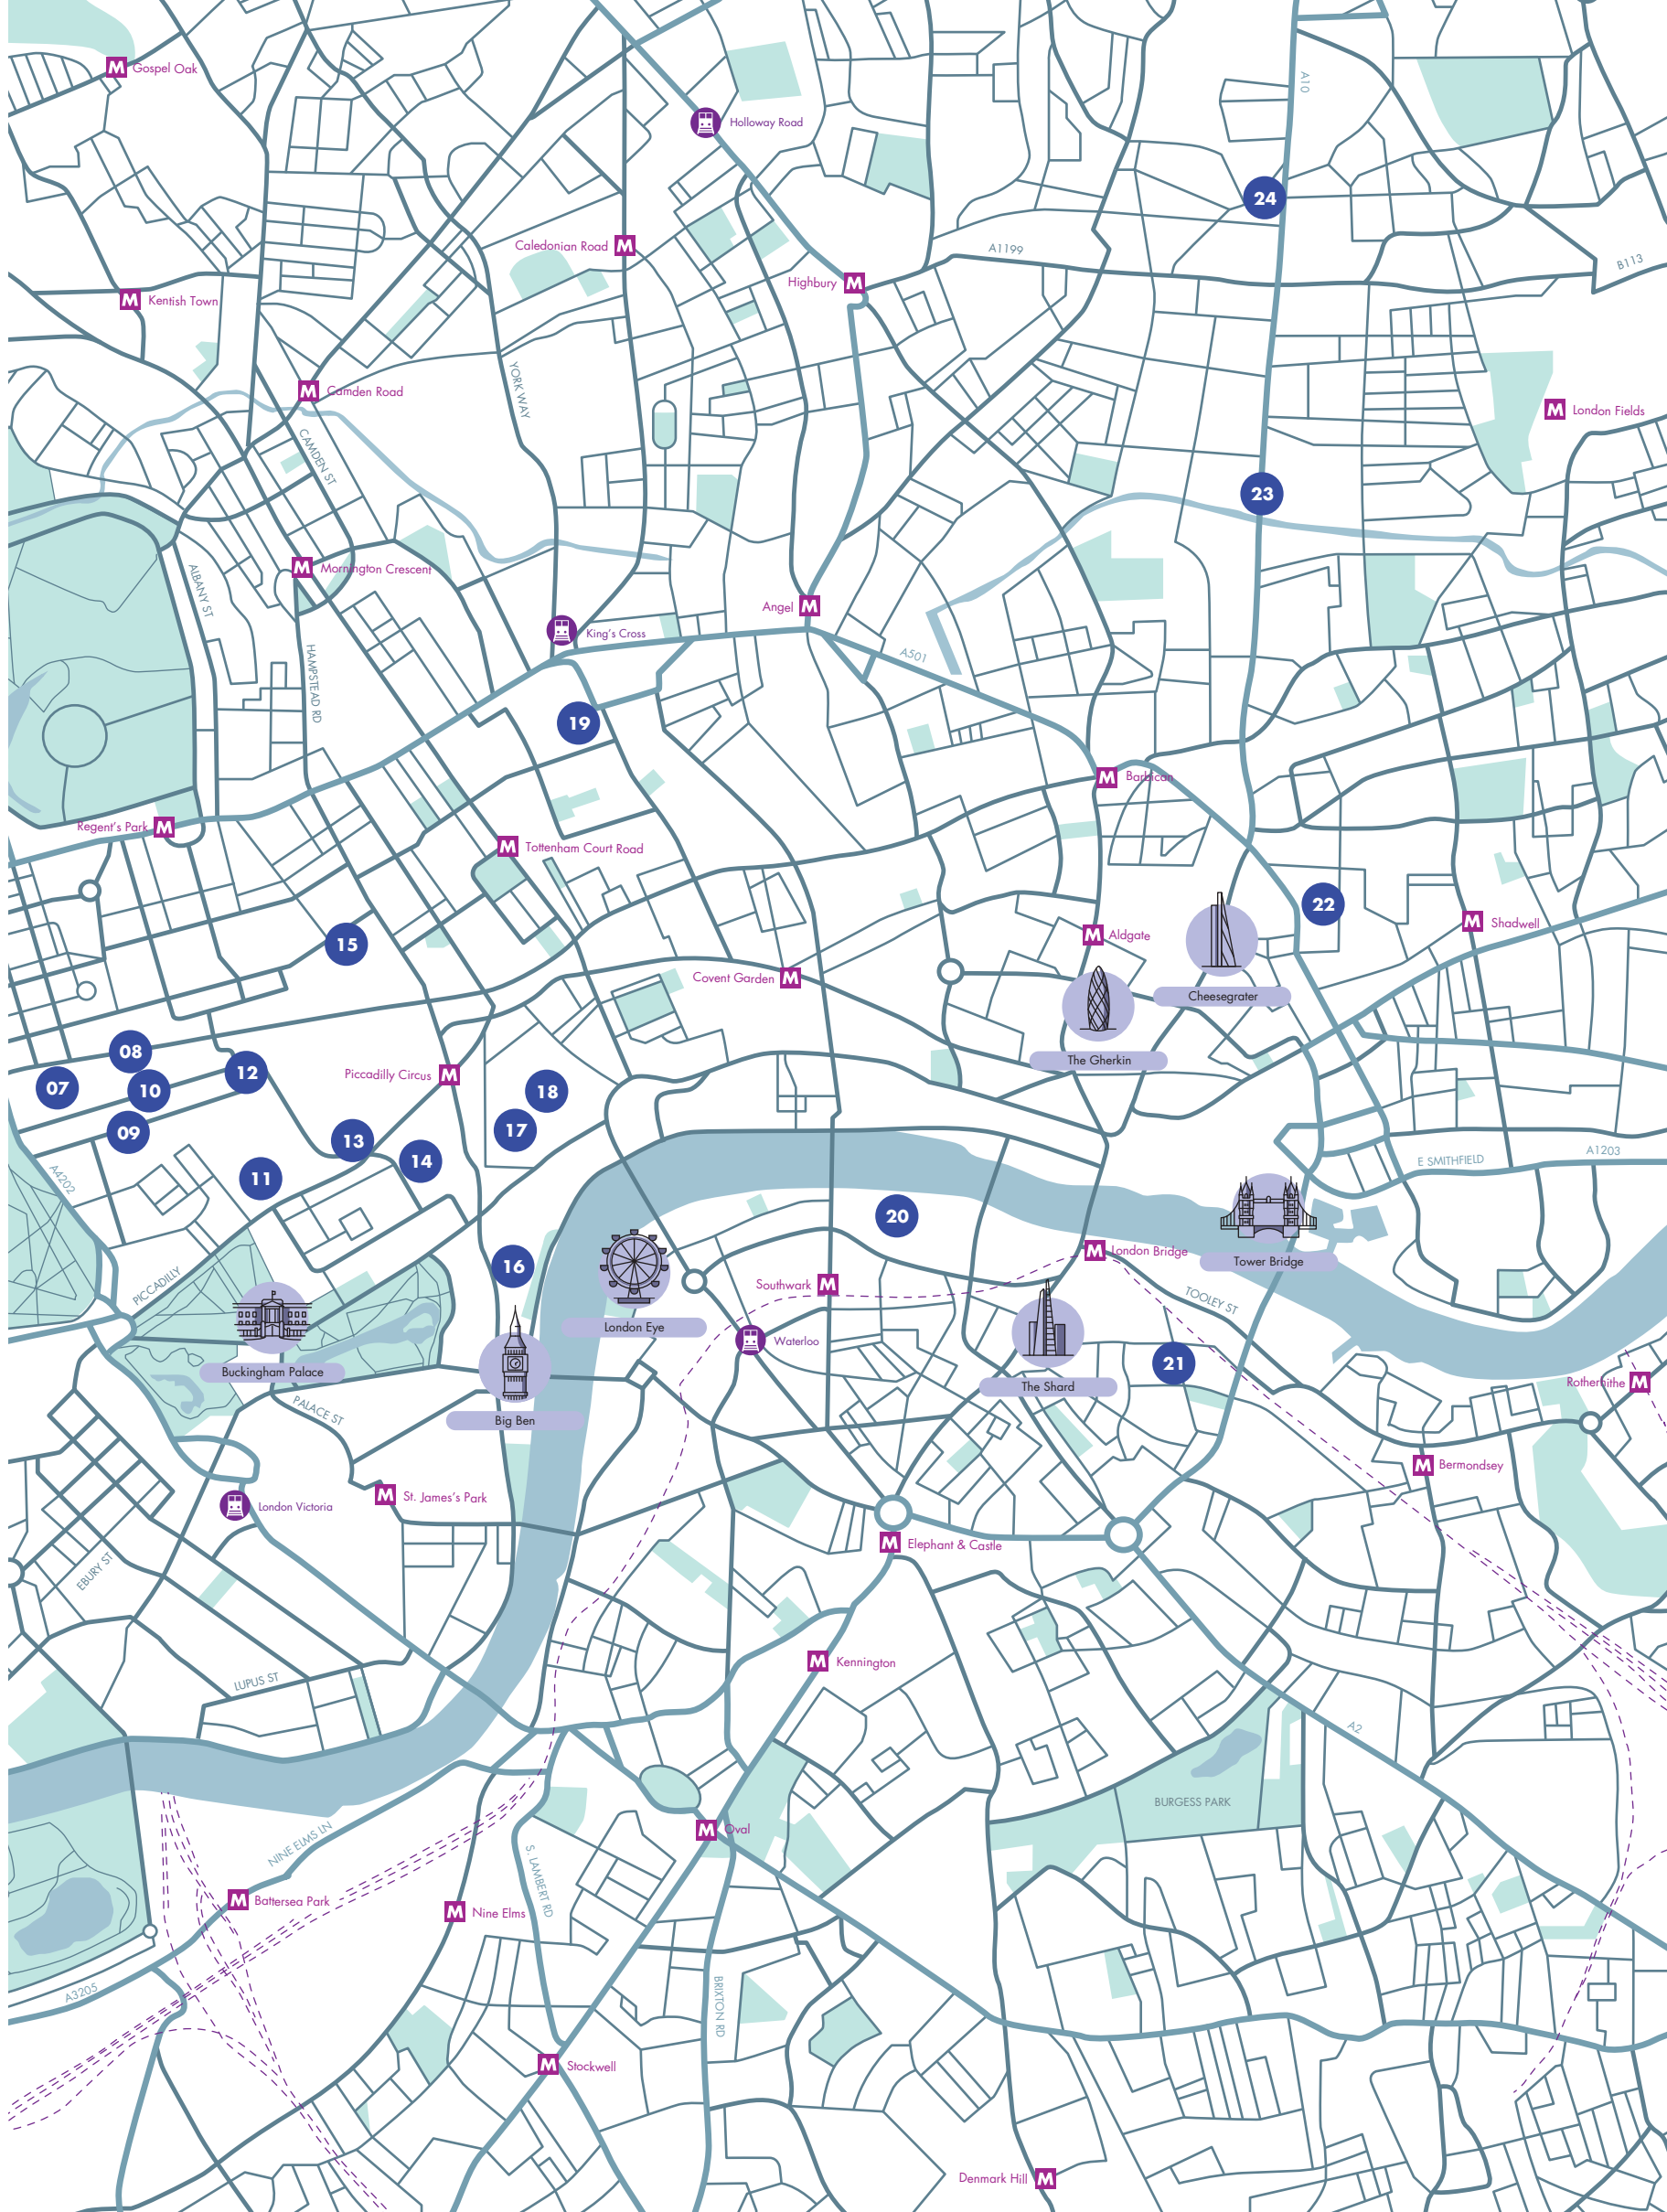 M Gospel Oak
Holloway Road
A10
24
Caledonian Road M
A1199
B113
Highbury M
M Kentish Town
YORK WAY
M Camden Road
M London Fields
CAMDEN ST
23
M Mornington Crescent
ALBANY ST
Angel M
King's Cross
A501
HAMPSTEAD RD
19
M Barbican
Regent's Park M
M Tottenham Court Road
22
M Shadwell
15
M Aldgate
Covent Garden M
Cheesegrater
08
The Gherkin
12
Piccadilly Circus M
07
10
18
09
17
13
A1203
14
E SMITHFIELD
A4202
11
20
M London Bridge
Tower Bridge
16
PICCADILLY
Southwark M
TOOLEY ST
London Eye
Waterloo
21
Buckingham Palace
The Shard
Rotherhithe M
PALACE ST
Big Ben
M Bermondsey
M St. James's Park
London Victoria
M Elephant & Castle
EBURY ST
M Kennington
LUPUS ST
A2
BURGESS PARK
M Oval
NINE ELMS LN
S. LAMBERT RD
M Battersea Park
M Nine Elms
A3205
BRIXTON RD
M Stockwell
Denmark Hill M